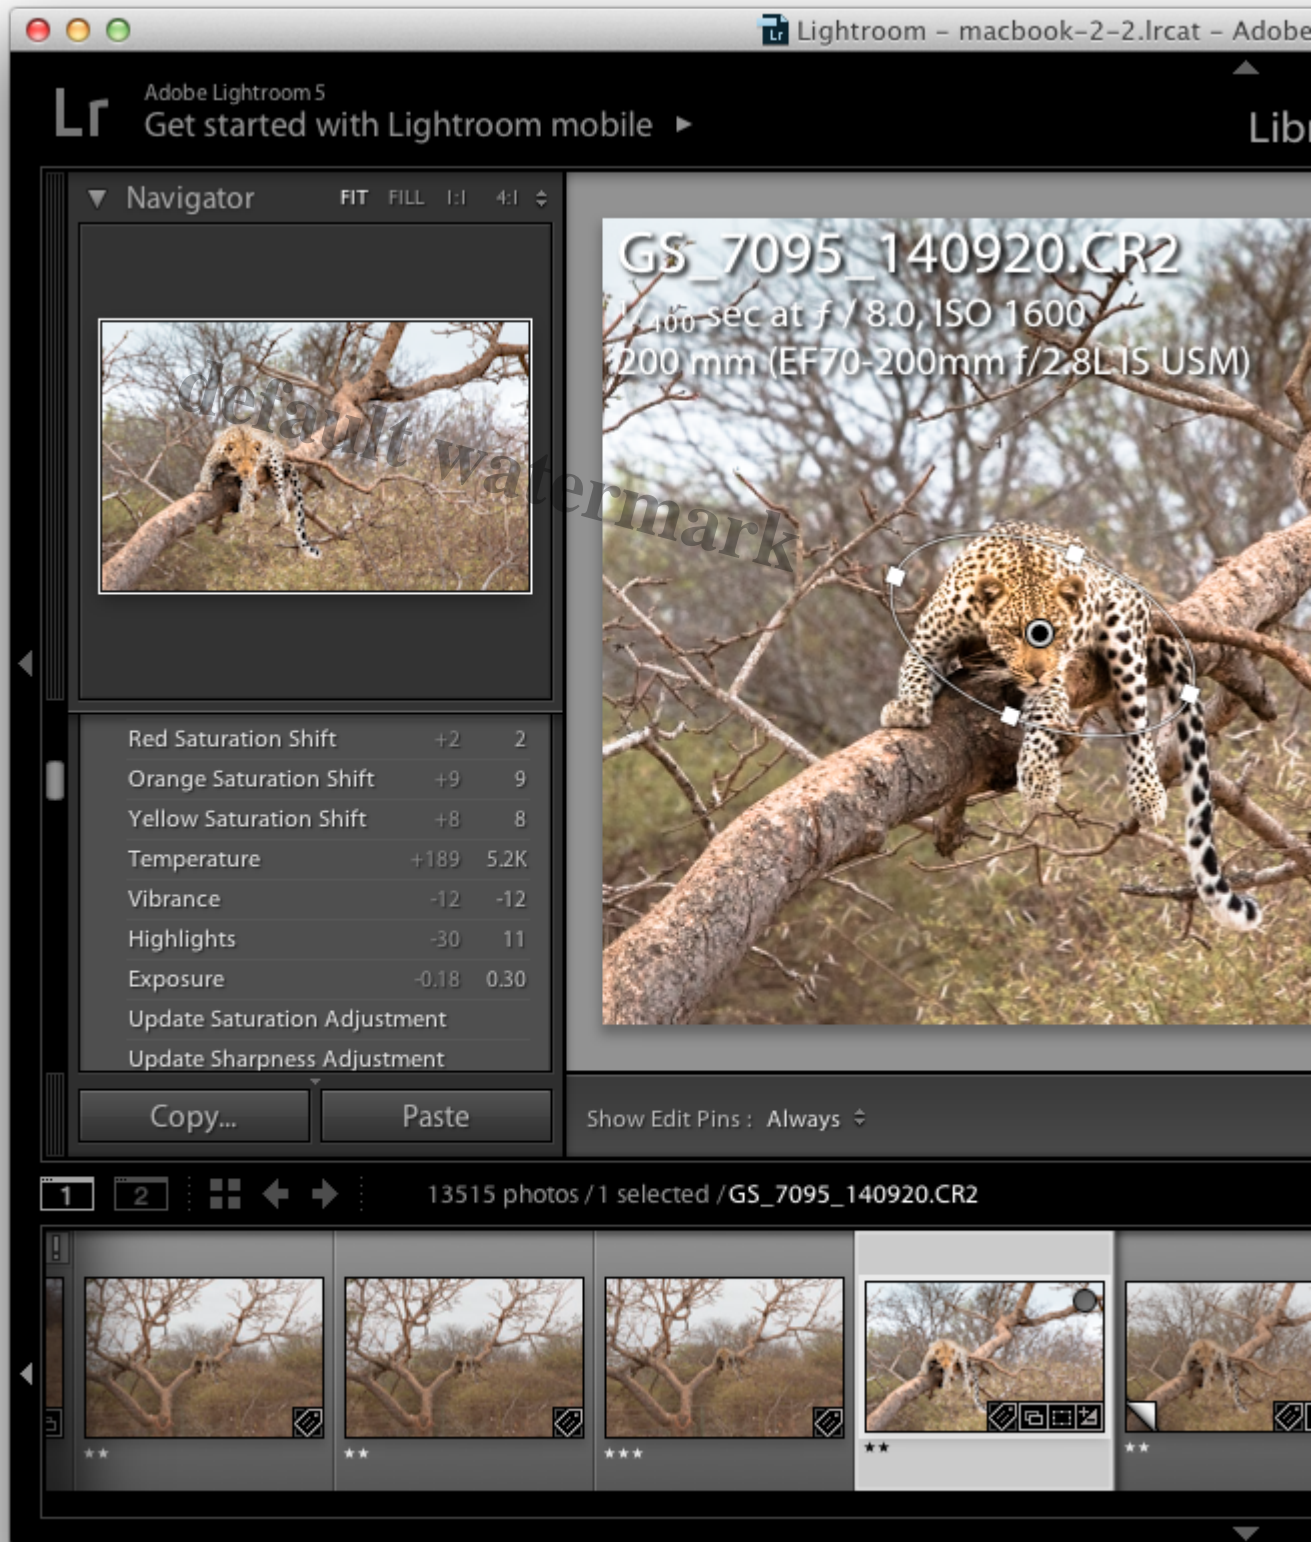 Lightroom – macbook-2-2.lrcat – Adobe
Lr
Adobe Lightroom 5
Get started with Lightroom mobile
Navigator FIT FILL 1:1 4:1
default watermark
GS_7095_140920.CR2
sec at ƒ / 8.0, ISO 1600
200 mm (EF70-200mm f/2.8L IS USM)
Red Saturation Shift +2 2
Orange Saturation Shift +9 9
Yellow Saturation Shift +8 8
Temperature +189 5.2K
Vibrance -12 -12
Highlights -30 11
Exposure -0.18 0.30
Update Saturation Adjustment
Update Sharpness Adjustment
Copy... Paste
Show Edit Pins : Always
1 2 13515 photos / 1 selected / GS_7095_140920.CR2